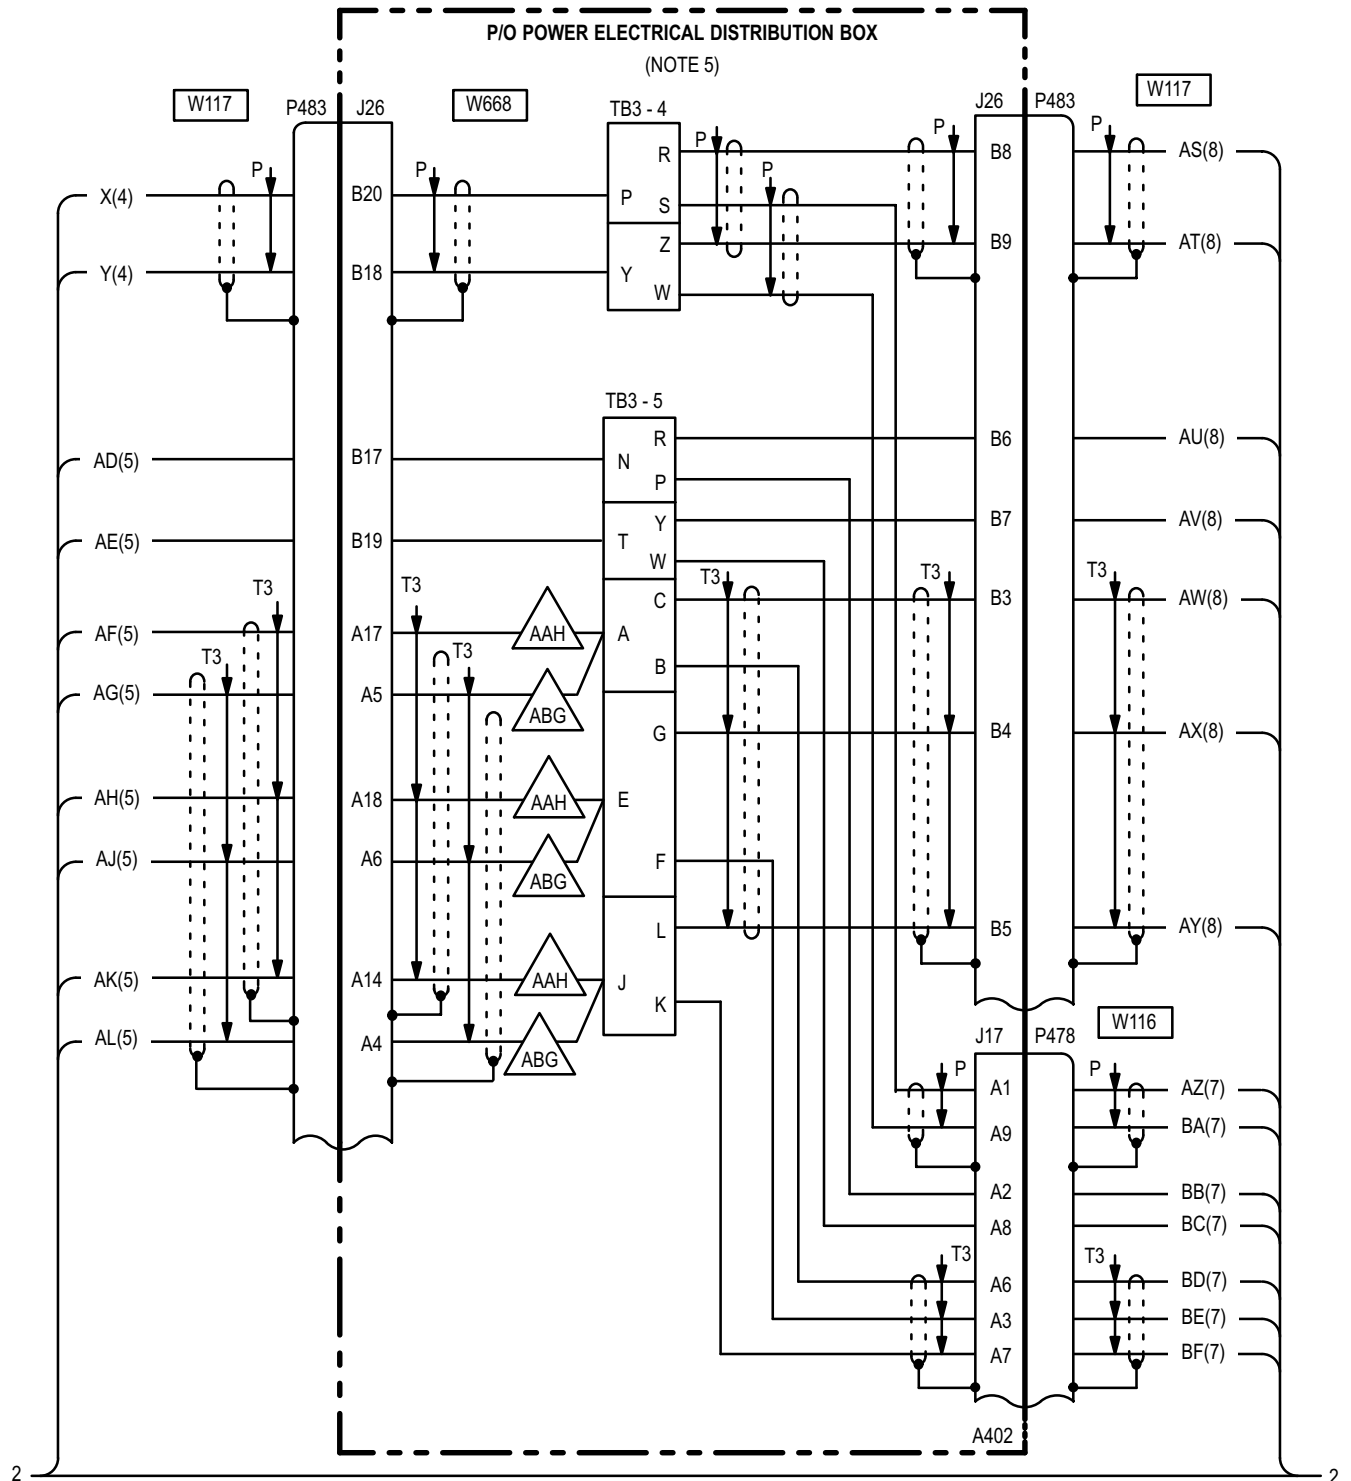 P/O POWER ELECTRICAL DISTRIBUTION BOX
(NOTE 5)
W117
P483
J26
W668
TB3 - 4
J26
P483
W117
P
P
R
P
P
B8
P
AS(8)
X(4)
B20
P
S
P
Y(4)
B18
Y
Z
W
B9
AT(8)
TB3 - 5
AD(5)
B17
N
R
P
B6
AU(8)
AE(5)
B19
T
Y
W
B7
AV(8)
T3
T3
T3
T3
T3
AF(5)
A17
AAH
A
C
B
B3
AW(8)
T3
T3
AG(5)
A5
ABG
G
B4
AX(8)
AH(5)
A18
AAH
E
AJ(5)
A6
ABG
F
L
B5
AY(8)
AK(5)
A14
AAH
J
K
AL(5)
A4
ABG
J17
P478
W116
P
P
A1
AZ(7)
A9
BA(7)
A2
BB(7)
A8
BC(7)
T3
T3
A6
BD(7)
A3
BE(7)
A7
BF(7)
A402
2
2